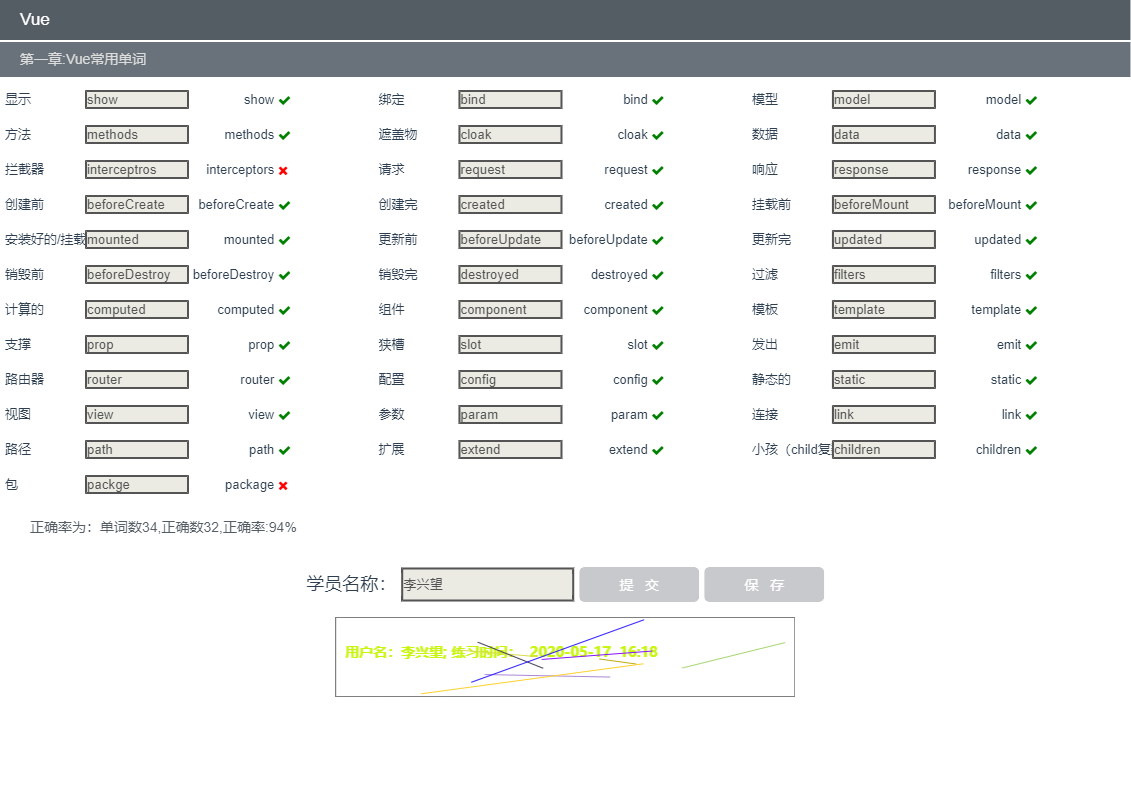 Vue
第一章:Vue常用单词
显示 show show 绑定 bind bind 模型 model model
方法 methods methods 遮盖物 cloak cloak 数据 data data
拦截器 interceptros interceptors 请求 request request 响应 response response
创建前 beforeCreate beforeCreate 创建完 created created 挂载前 beforeMount beforeMount
安装好的/挂载 mounted mounted 更新前 beforeUpdate beforeUpdate 更新完 updated updated
销毁前 beforeDestroy beforeDestroy 销毁完 destroyed destroyed 过滤 filters filters
计算的 computed computed 组件 component component 模板 template template
支撑 prop prop 狭槽 slot slot 发出 emit emit
路由器 router router 配置 config config 静态的 static static
视图 view view 参数 param param 连接 link link
路径 path path 扩展 extend extend 小孩（child复 children children
包 packge package
正确率为：单词数34,正确数32,正确率:94%
学员名称： 李兴望 提 交 保 存
用户名：李兴望; 练习时间： 2020-05-17 16:18